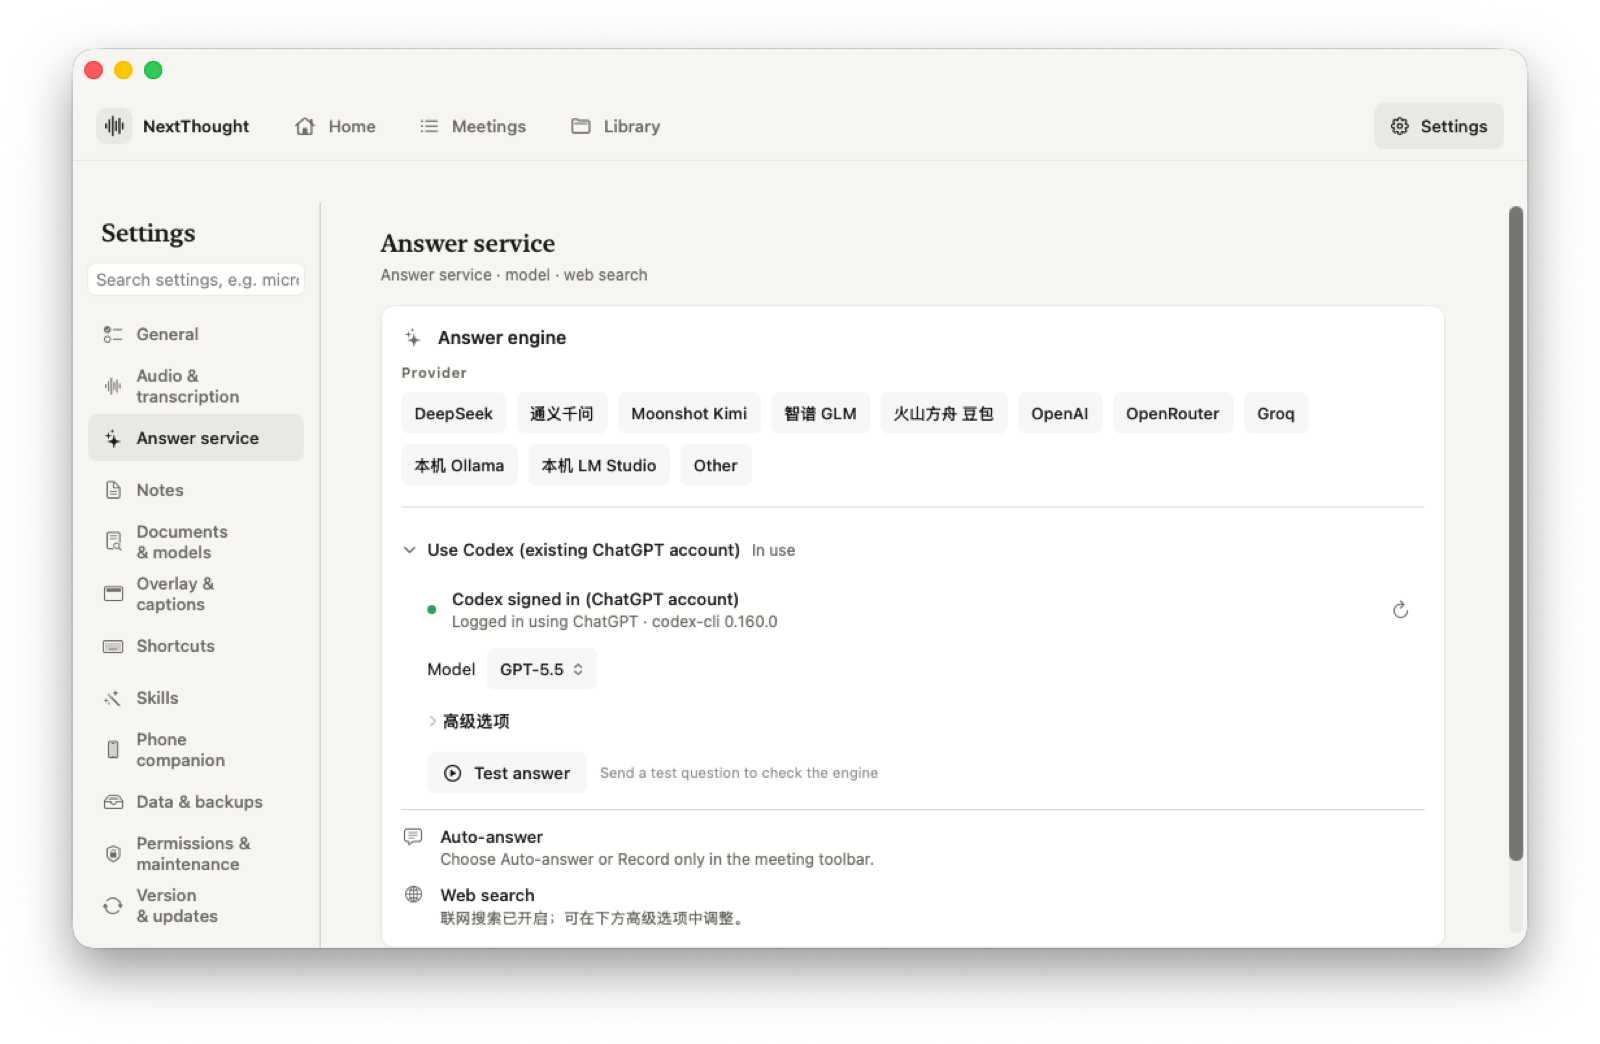 NextThought
Home
Meetings
Library
Settings
Settings
Search settings, e.g. micr
General
Audio &
transcription
Answer service
Notes
Documents
& models
Overlay &
captions
Shortcuts
Skills
Phone
companion
Data & backups
Permissions &
maintenance
Version
& updates
Answer service
Answer service · model · web search
Answer engine
Provider
DeepSeek
通义千问
Moonshot Kimi
智谱 GLM
火山方舟 豆包
OpenAI
OpenRouter
Groq
本机 Ollama
本机 LM Studio
Other
Use Codex (existing ChatGPT account) In use
Codex signed in (ChatGPT account)
Logged in using ChatGPT · codex-cli 0.160.0
Model GPT-5.5
高级选项
Test answer
Send a test question to check the engine
Auto-answer
Choose Auto-answer or Record only in the meeting toolbar.
Web search
联网搜索已开启；可在下方高级选项中调整。